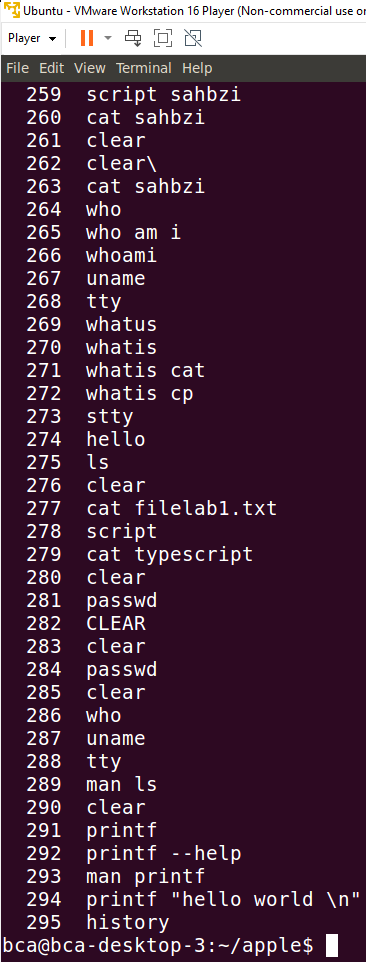 Ubuntu - VMware Workstation 16 Player (Non-commercial use or
Player
File Edit View Terminal Tabs Help
259 script sahbzi
260 cat sahbzi
261 clear
262 clear\
263 cat sahbzi
264 who
265 who am i
266 whoami
267 uname
268 tty
269 whatus
270 whatis
271 whatis cat
272 whatis cp
273 stty
274 hello
275 ls
276 clear
277 cat filelab1.txt
278 script
279 cat typescript
280 clear
281 passwd
282 CLEAR
283 clear
284 passwd
285 clear
286 who
287 uname
288 tty
289 man ls
290 clear
291 printf
292 printf --help
293 man printf
294 printf "hello world \n"
295 history
bca@bca-desktop-3:~/apple$